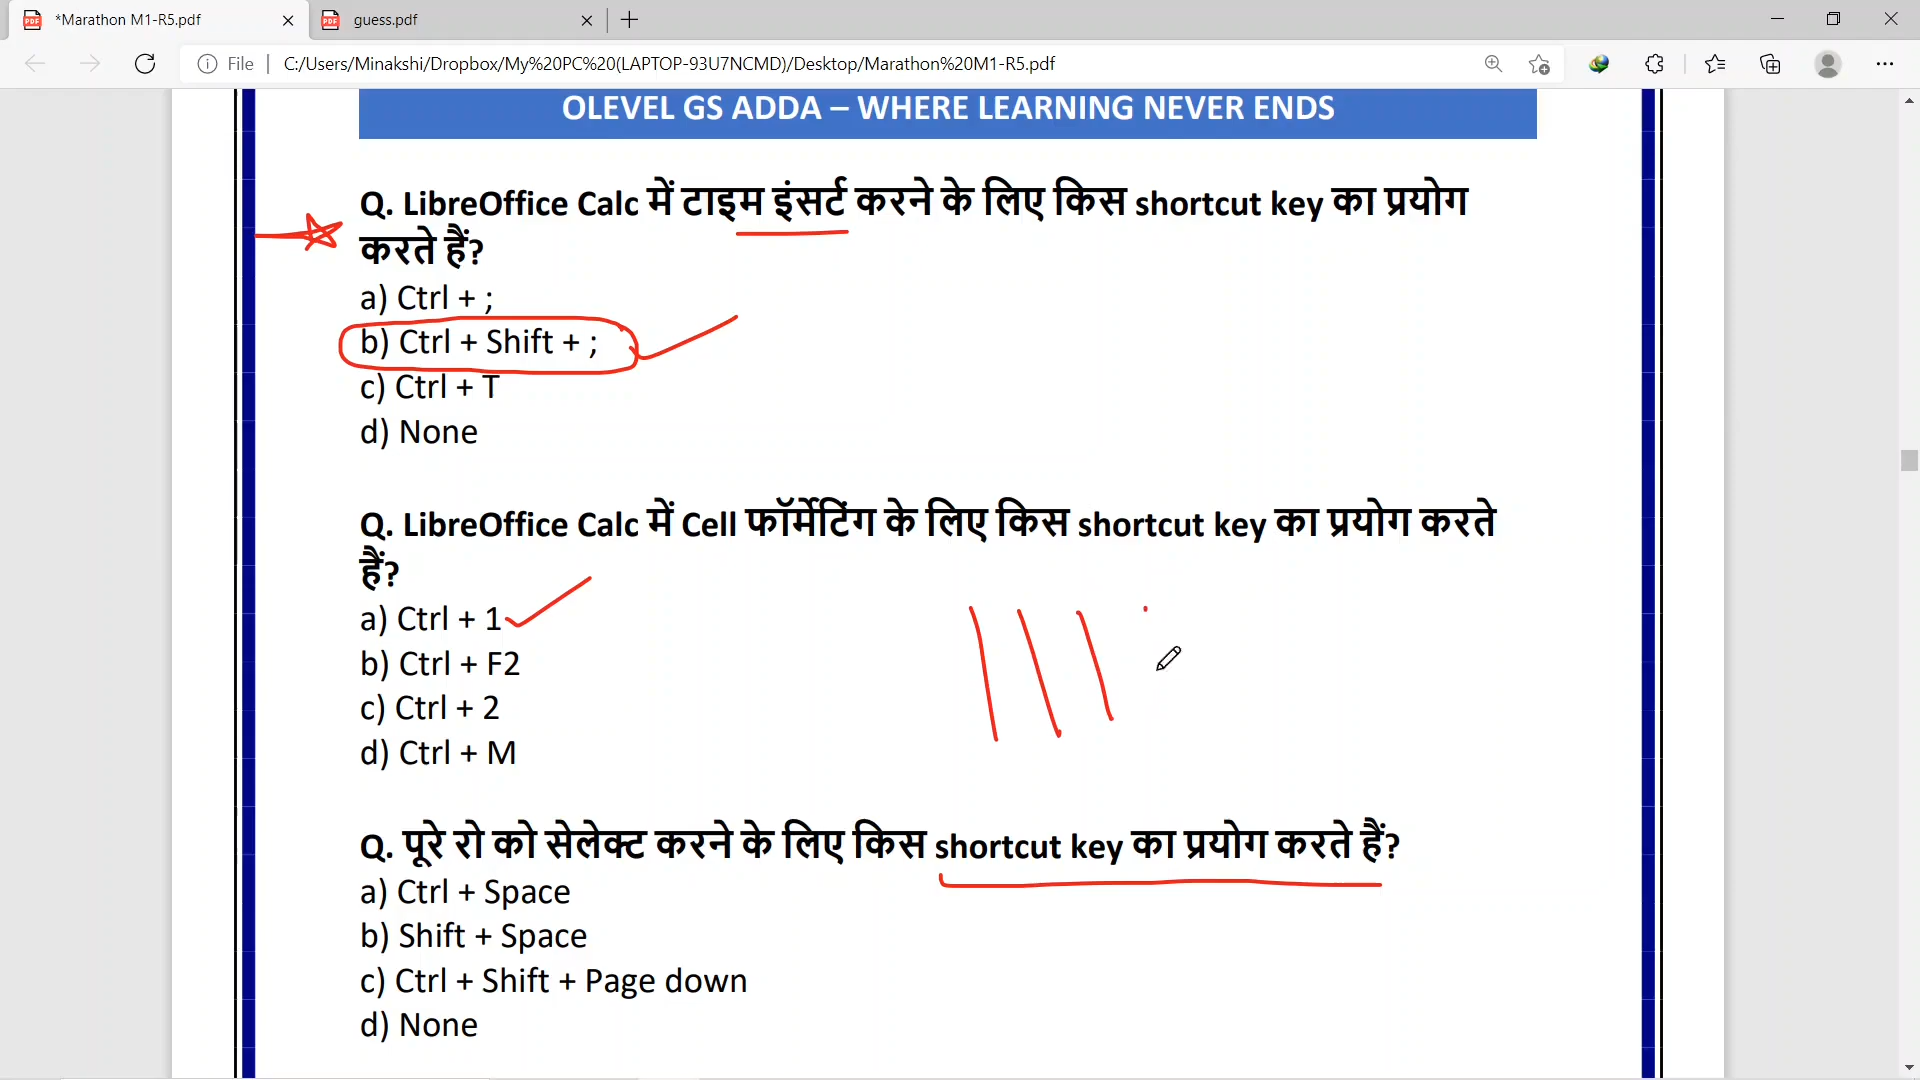 *Marathon M1-R5.pdf
guess.pdf
File
C:/Users/Minakshi/Dropbox/My%20PC%20(LAPTOP-93U7NCMD)/Desktop/Marathon%20M1-R5.pdf
OLEVEL GS ADDA – WHERE LEARNING NEVER ENDS
Q. LibreOffice Calc में टाइम इंसर्ट करने के लिए किस shortcut key का प्रयोग
करते हैं?
a) Ctrl + ;
b) Ctrl + Shift + ;
c) Ctrl + T
d) None
Q. LibreOffice Calc में Cell फॉर्मेटिंग के लिए किस shortcut key का प्रयोग करते
हैं?
a) Ctrl + 1
b) Ctrl + F2
c) Ctrl + 2
d) Ctrl + M
Q. पूरे रो को सेलेक्ट करने के लिए किस shortcut key का प्रयोग करते हैं?
a) Ctrl + Space
b) Shift + Space
c) Ctrl + Shift + Page down
d) None